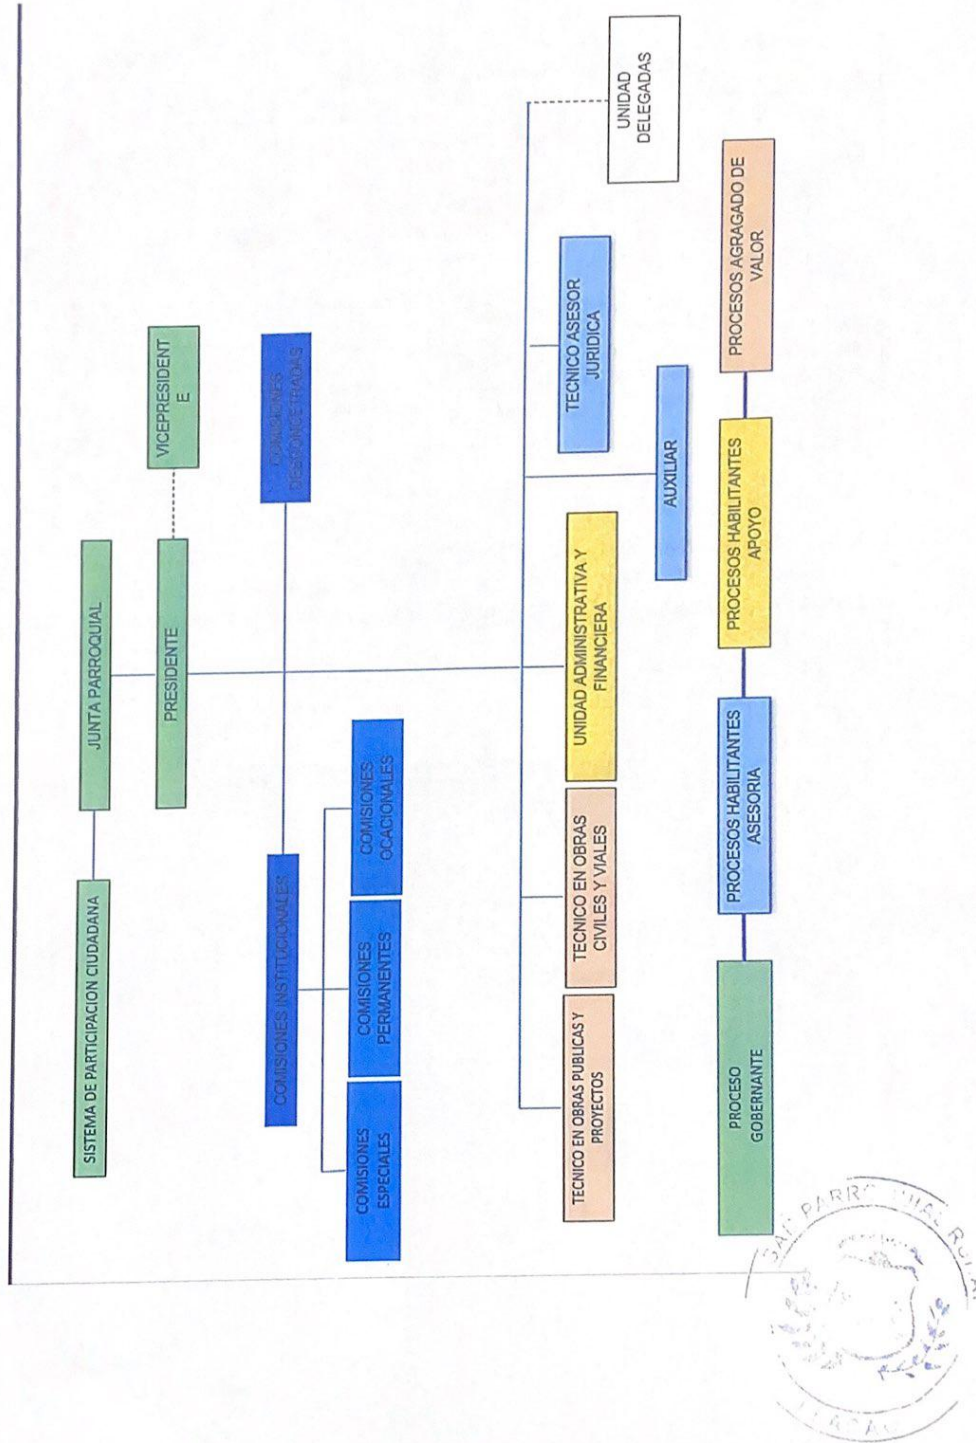 SISTEMA DE PARTICIPACION CIUDADANA
JUNTA PARROQUIAL
PRESIDENTE
VICEPRESIDENT
E
COMISIONES INSTITUCIONALES
COMISIONES
COMISIONES
ESPECIALES
COMISIONES
PERMANENTES
COMISIONES
OCACIONALES
TECNICO EN OBRAS PUBLICAS Y
PROYECTOS
TECNICO EN OBRAS
CIVILES Y VIALES
UNIDAD ADMINISTRATIVA Y
FINANCIERA
AUXILIAR
TECNICO ASESOR
JURIDICA
UNIDAD
DELEGADAS
PROCESO
GOBERNANTE
PROCESOS HABILITANTES
ASESORIA
PROCESOS HABILITANTES
APOYO
PROCESOS AGRAGADO DE
VALOR